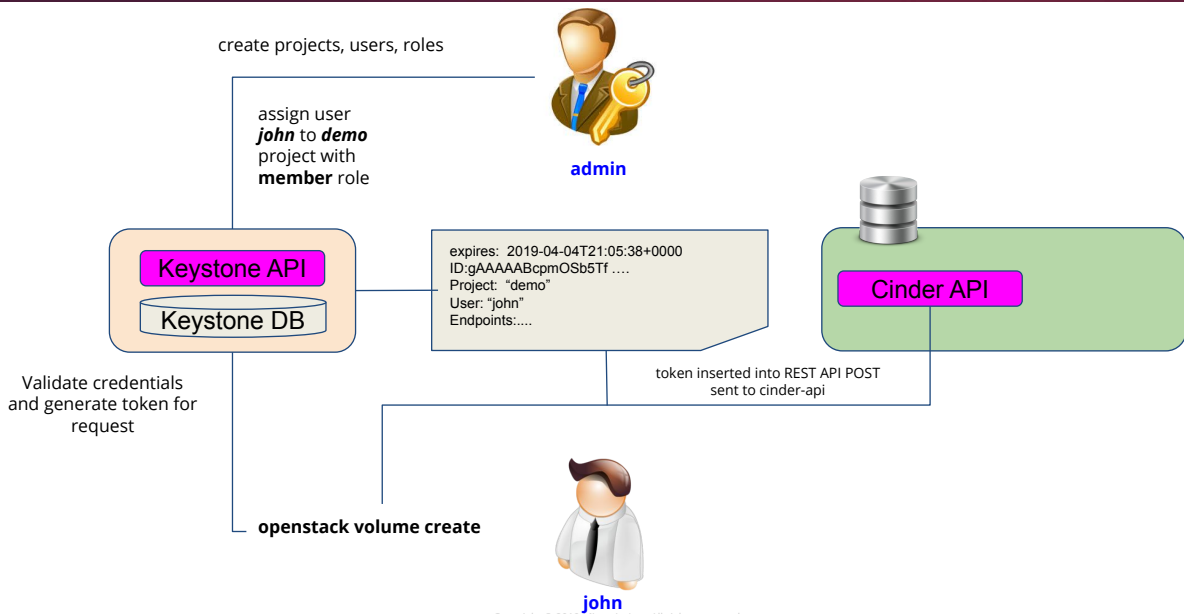 create projects, users, roles
assign user
john to demo
project with
member role
admin
Keystone API
Keystone DB
expires: 2019-04-04T21:05:38+0000
ID:gAAAAABcpmOSb5Tf ....
Project: “demo”
User: “john”
Endpoints:....
Cinder API
Validate credentials
and generate token for
request
token inserted into REST API POST
sent to cinder-api
openstack volume create
john